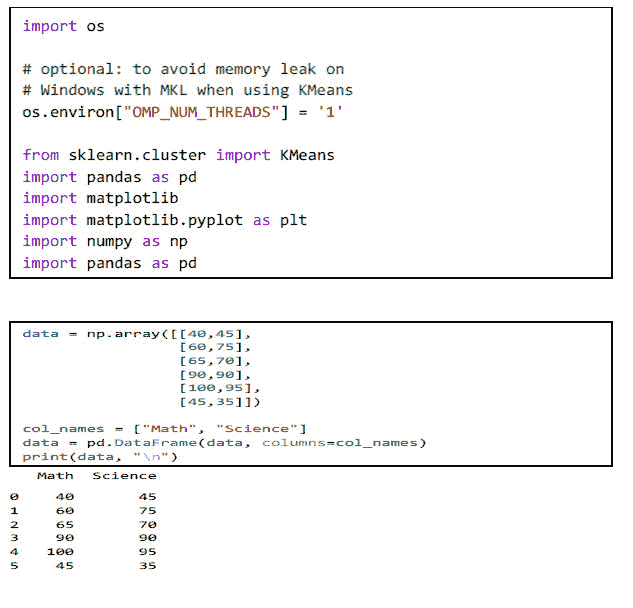 import os
# optional: to avoid memory leak on
# Windows with MKL when using KMeans
os.environ["OMP_NUM_THREADS"] = '1'
from sklearn.cluster import KMeans
import pandas as pd
import matplotlib
import matplotlib.pyplot as plt
import numpy as np
import pandas as pd
data = np.array([[40,45],
[60,75],
[65,70],
[90,90],
[100,95],
[45,35]])
col_names = ["Math", "Science"]
data = pd.DataFrame(data, columns=col_names)
print(data, "\n")
Math Science
0 40 45
1 60 75
2 65 70
3 90 90
4 100 95
5 45 35